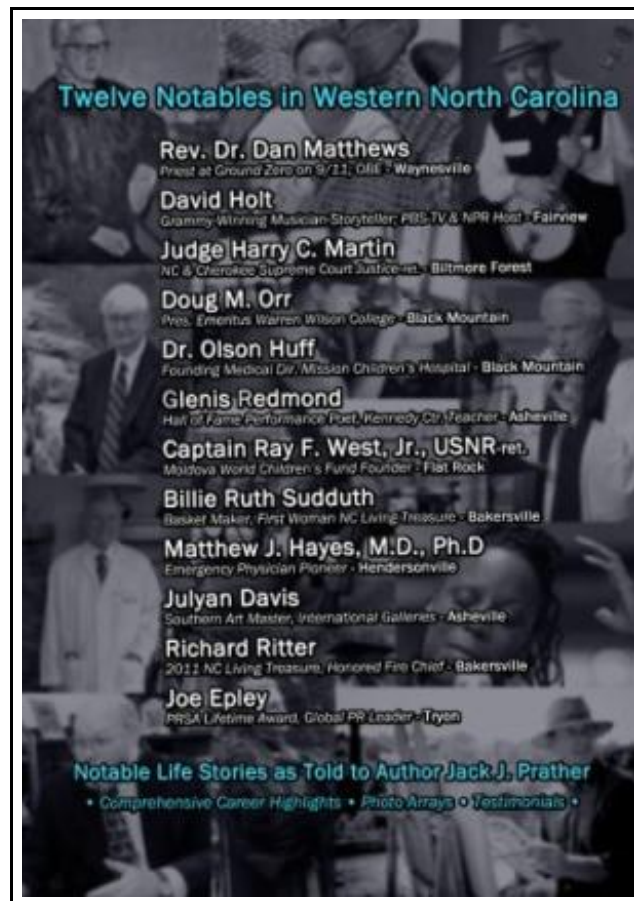 Twelve Notables in Western North Carolina
Rev. Dr. Dan Matthews
Priest at Ground Zero on 9/11, OBE - Waynesville
David Holt
Grammy-Winning Musician-Storyteller; PBS-TV & NPR Host - Fairview
Judge Harry C. Martin
NC & Cherokee Supreme Court Justice-ret. - Biltmore Forest
Doug M. Orr
Pres. Emeritus Warren Wilson College - Black Mountain
Dr. Olson Huff
Founding Medical Dir. Mission Children's Hospital - Black Mountain
Glenis Redmond
Hall of Fame Performance Poet, Kennedy Ctr. Teacher - Asheville
Captain Ray F. West, Jr., USNR-ret.
Moldova World Children's Fund Founder - Flat Rock
Billie Ruth Sudduth
Basket Maker, First Woman NC Living Treasure - Bakersville
Matthew J. Hayes, M.D., Ph.D
Emergency Physician Pioneer - Hendersonville
Julyan Davis
Southern Art Master, International Galleries - Asheville
Richard Ritter
2011 NC Living Treasure, Honored Fire Chief - Bakersville
Joe Epley
PRSA Lifetime Award, Global PR Leader - Tryon
Notable Life Stories as Told to Author Jack J. Prather
• Comprehensive Career Highlights • Photo Arrays • Testimonials •